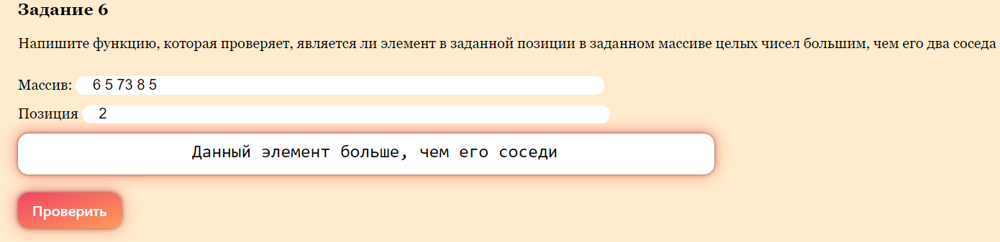 Задание 6
Напишите функцию, которая проверяет, является ли элемент в заданной позиции в заданном массиве целых чисел большим, чем его два соседа
Массив: 6 5 73 8 5
Позиция 2
Данный элемент больше, чем его соседи
Проверить